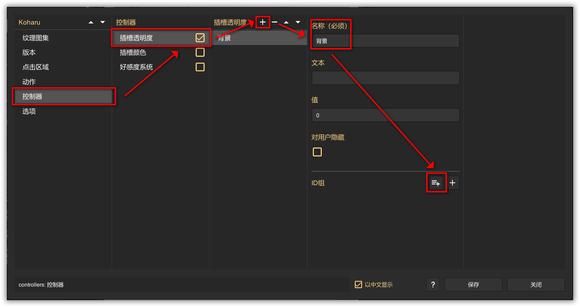 Koharu
纹理图集
版本
点击区域
动作
控制器
选项
控制器
插槽透明度
插槽颜色
好感度系统
插槽透明度
背景
名称（必须）
背景
文本
值
0
对用户隐藏
ID组
controllers: 控制器
以中文显示
?
保存
关闭